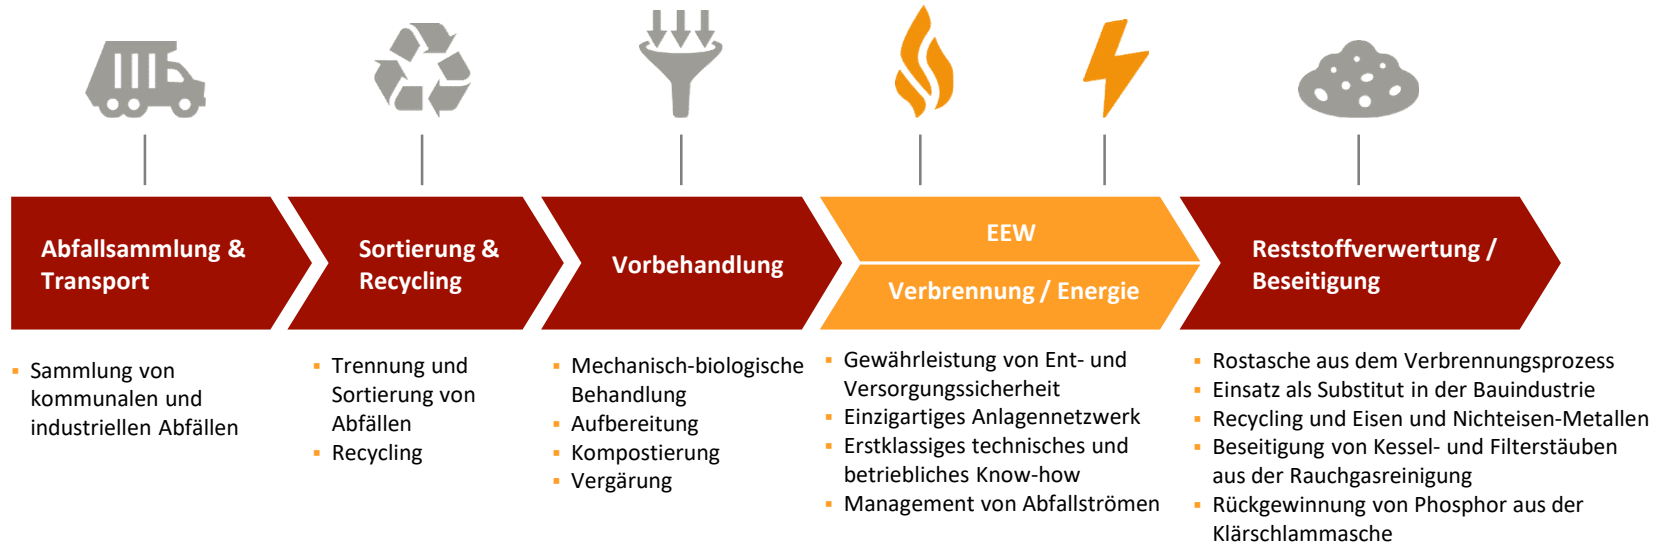 Abfallsammlung &
Transport
Sortierung &
Recycling
Vorbehandlung
EEW
Verbrennung / Energie
Reststoffverwertung /
Beseitigung
▪ Sammlung von
kommunalen und
industriellen Abfällen
▪ Trennung und
Sortierung von
Abfällen
▪ Recycling
▪ Mechanisch-biologische
Behandlung
▪ Aufbereitung
▪ Kompostierung
▪ Vergärung
▪ Gewährleistung von Ent- und
Versorgungssicherheit
▪ Einzigartiges Anlagennetzwerk
▪ Erstklassiges technisches und
betriebliches Know-how
▪ Management von Abfallströmen
▪ Rostasche aus dem Verbrennungsprozess
▪ Einsatz als Substitut in der Bauindustrie
▪ Recycling und Eisen und Nichteisen-Metallen
▪ Beseitigung von Kessel- und Filterstäuben
aus der Rauchgasreinigung
▪ Rückgewinnung von Phosphor aus der
Klärschlammasche